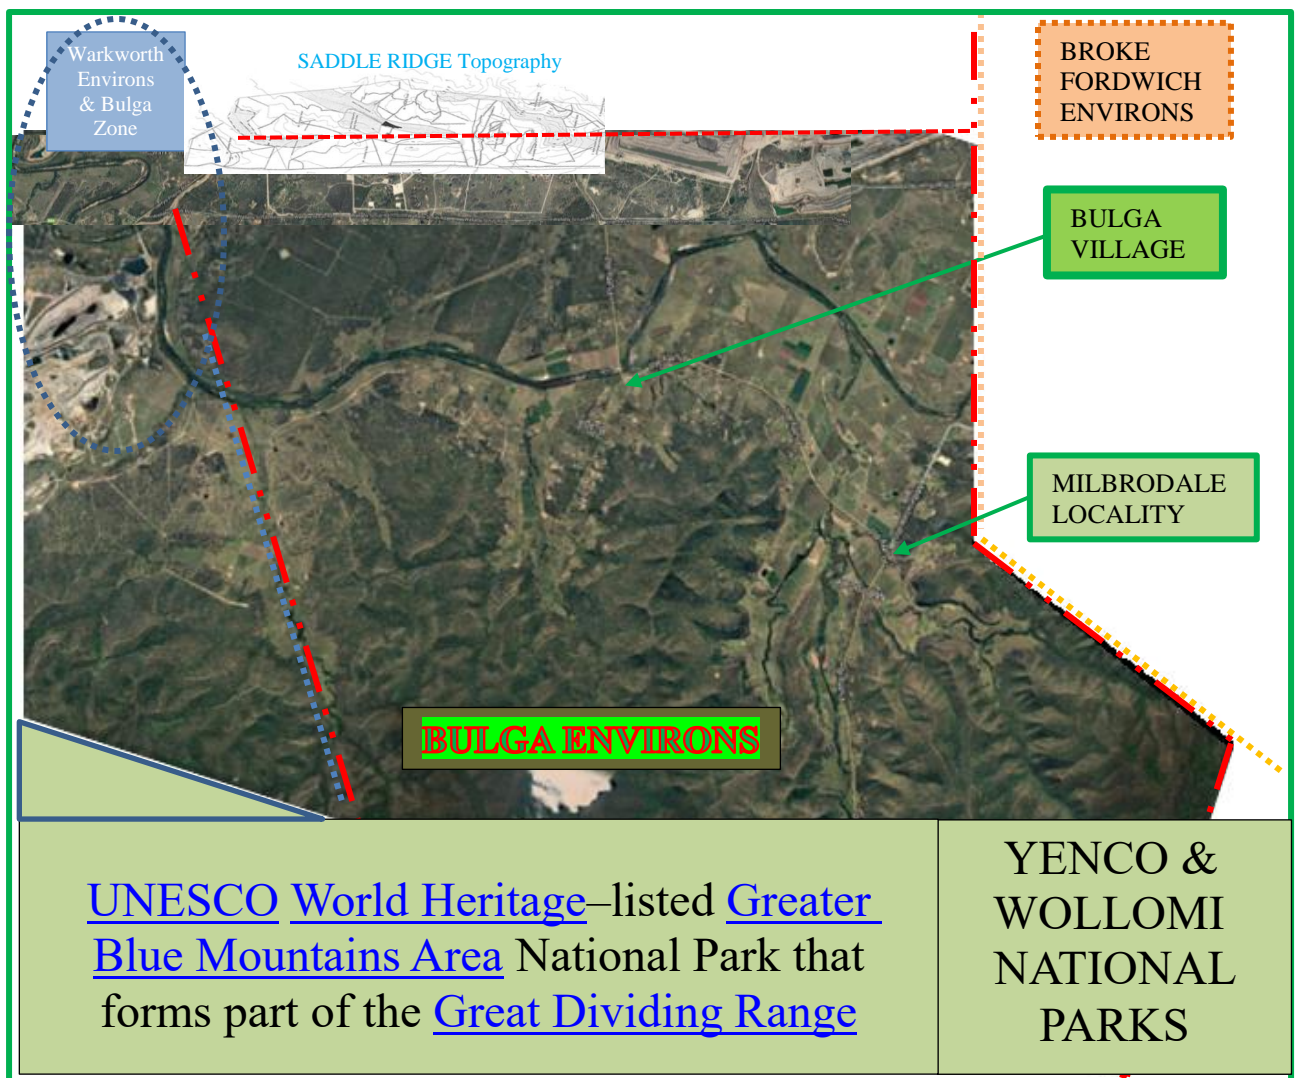 Warkworth
Environs
& Bulga
Zone
SADDLE RIDGE Topography
BROKE
FORDWICH
ENVIRONS
BULGA
VILLAGE
MILBRODALE
LOCALITY
BULGA ENVIRONS
UNESCO World Heritage–listed Greater
Blue Mountains Area National Park that
forms part of the Great Dividing Range
YENCO &
WOLLOMI
NATIONAL
PARKS